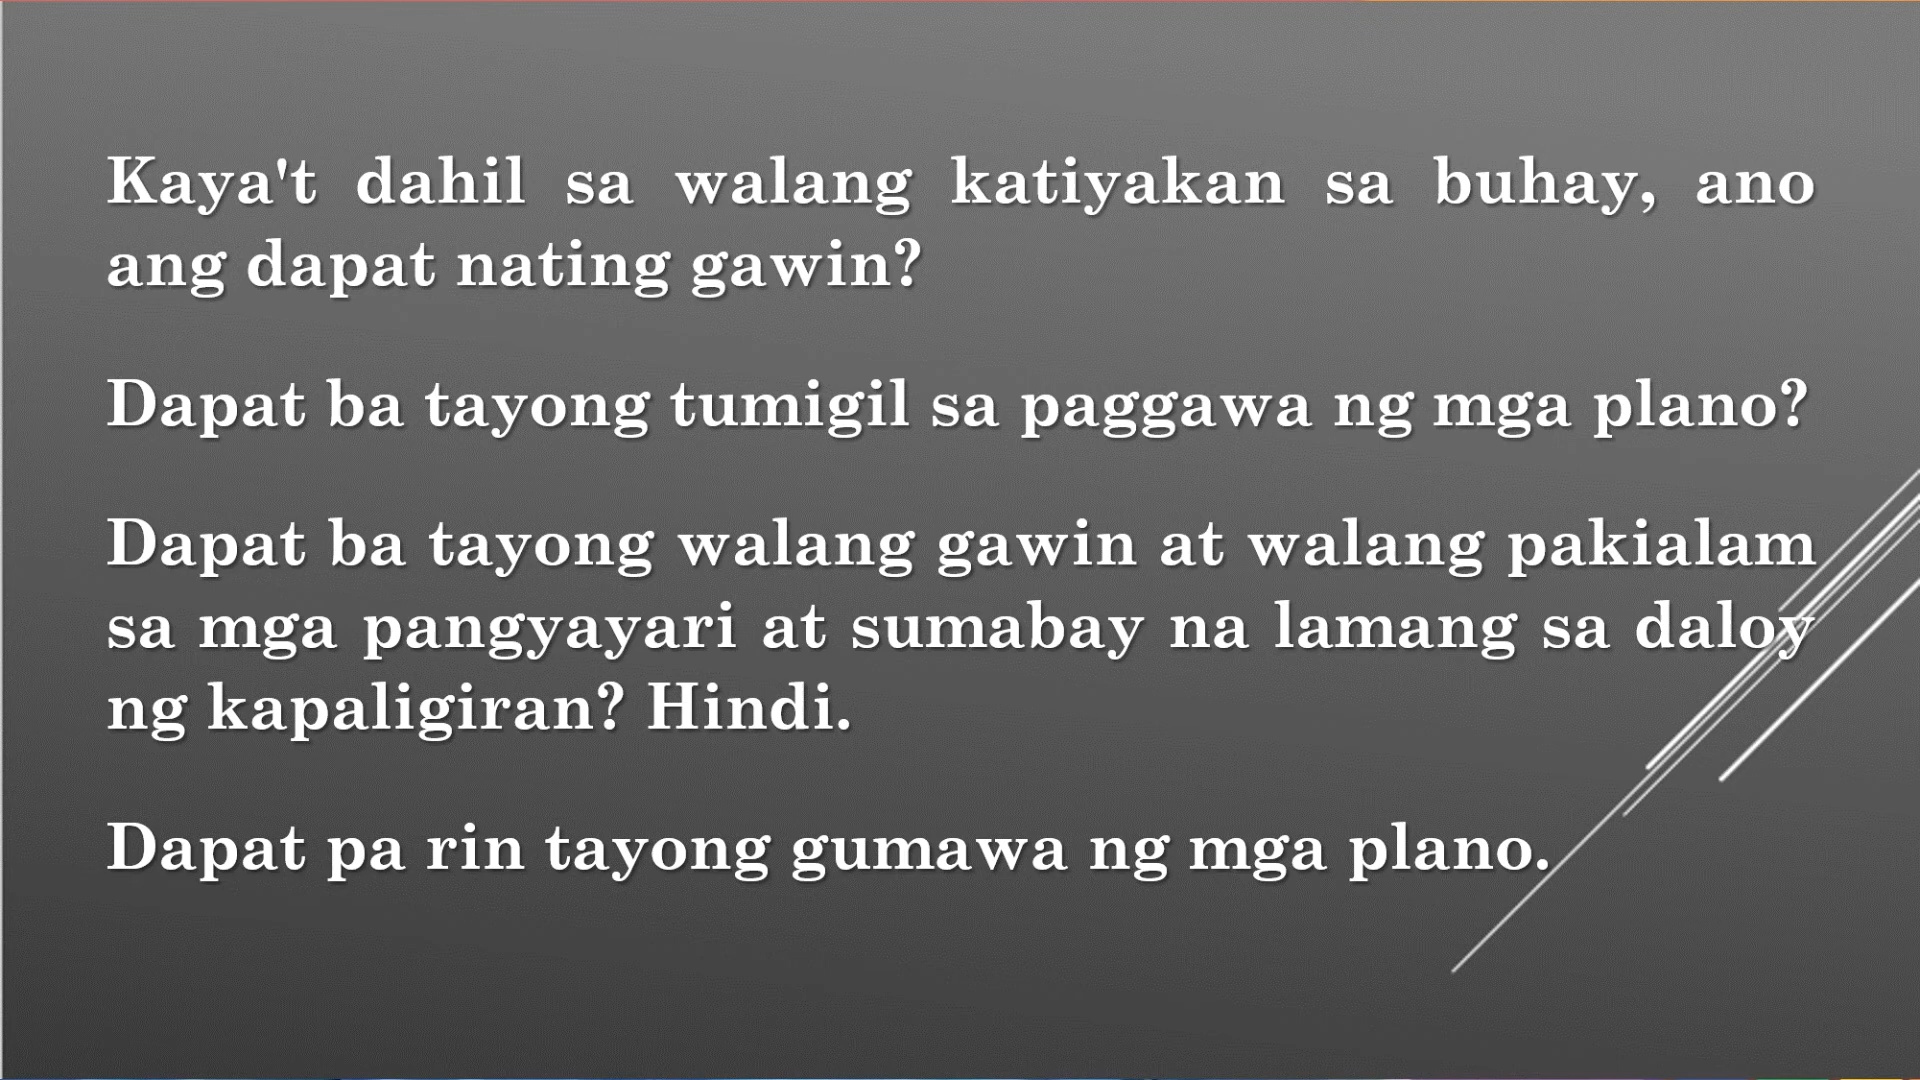 Kaya't dahil sa walang katiyakan sa buhay, ano
ang dapat nating gawin?
Dapat ba tayong tumigil sa paggawa ng mga plano?
Dapat ba tayong walang gawin at walang pakialam
sa mga pangyayari at sumabay na lamang sa daloy
ng kapaligiran? Hindi.
Dapat pa rin tayong gumawa ng mga plano.